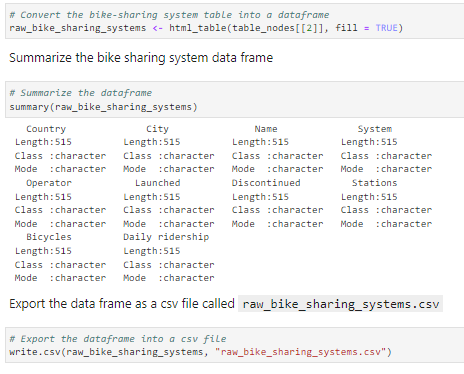 # Convert the bike-sharing system table into a dataframe
raw_bike_sharing_systems <- html_table(table_nodes[[2]], fill = TRUE)
Summarize the bike sharing system data frame
# Summarize the dataframe
summary(raw_bike_sharing_systems)
Country City Name System
Length:515 Length:515 Length:515 Length:515
Class :character Class :character Class :character Class :character
Mode :character Mode :character Mode :character Mode :character
Operator Launched Discontinued Stations
Length:515 Length:515 Length:515 Length:515
Class :character Class :character Class :character Class :character
Mode :character Mode :character Mode :character Mode :character
Bicycles Daily ridership
Length:515 Length:515
Class :character Class :character
Mode :character Mode :character
Export the data frame as a csv file called raw_bike_sharing_systems.csv
# Export the dataframe into a csv file
write.csv(raw_bike_sharing_systems, "raw_bike_sharing_systems.csv")